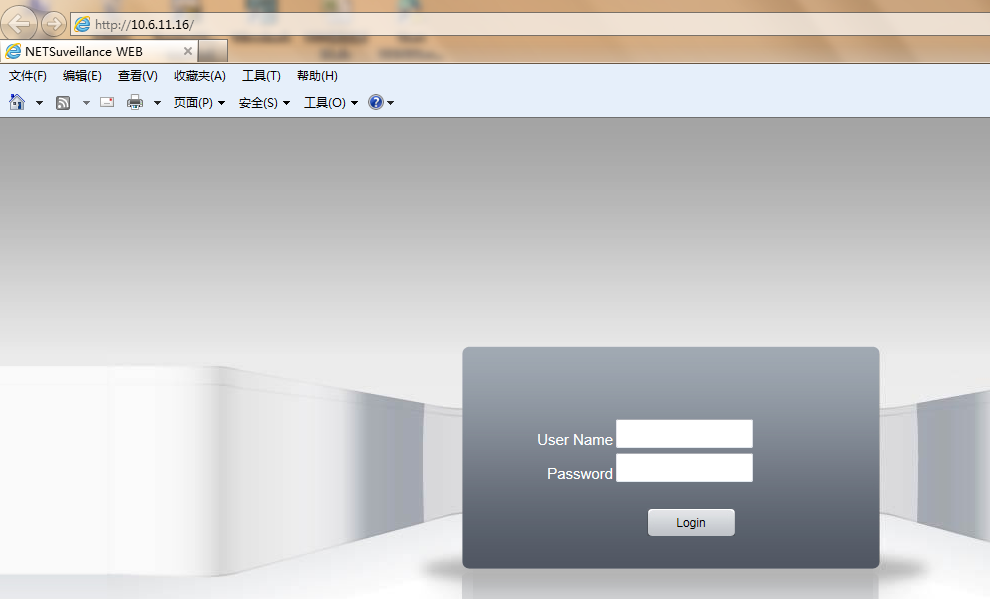 http://10.6.11.16/
NETSuveillance WEB
文件(F) 编辑(E) 查看(V) 收藏夹(A) 工具(T) 帮助(H)
页面(P) 安全(S) 工具(O)
User Name
Password
Login